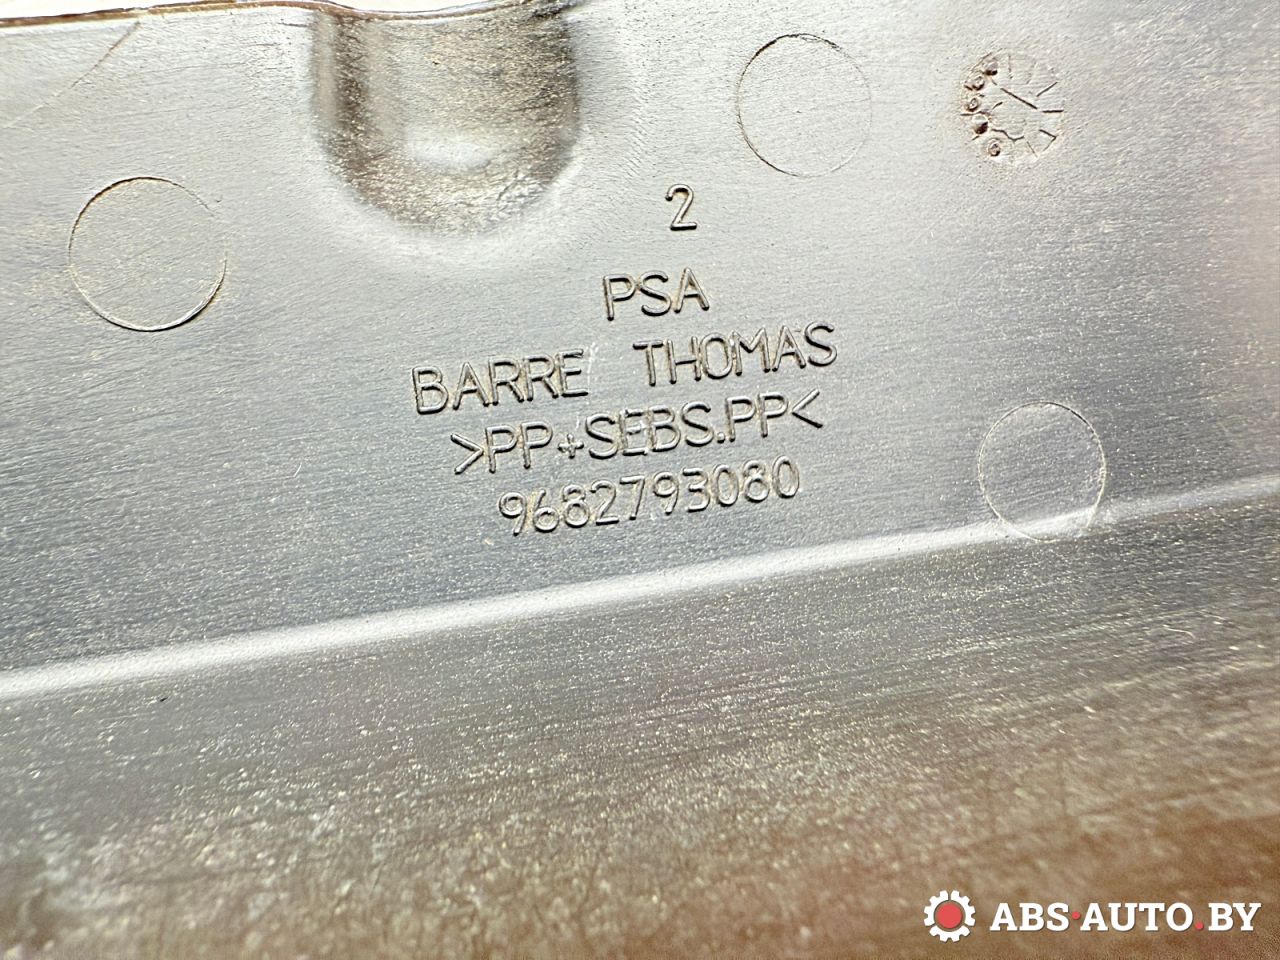 2
PSA
BARRE THOMAS
>PP+SEBS.PP<
9682793080
ABS·AUTO.BY